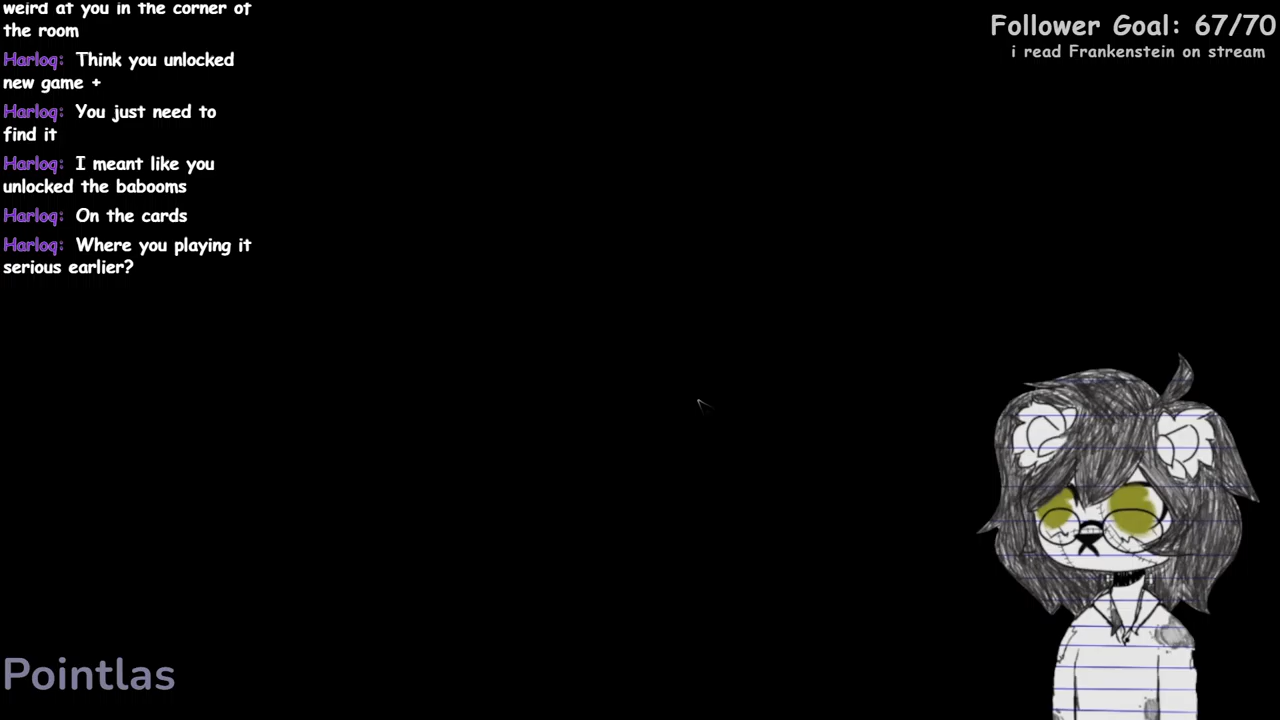 weird at you in the corner of
the room
Harloq: Think you unlocked
new game +
Harloq: You just need to
find it
Harloq: I meant like you
unlocked the babooms
Harloq: On the cards
Harloq: Where you playing it
serious earlier?
Follower Goal: 67/70
i read Frankenstein on stream
Pointlas